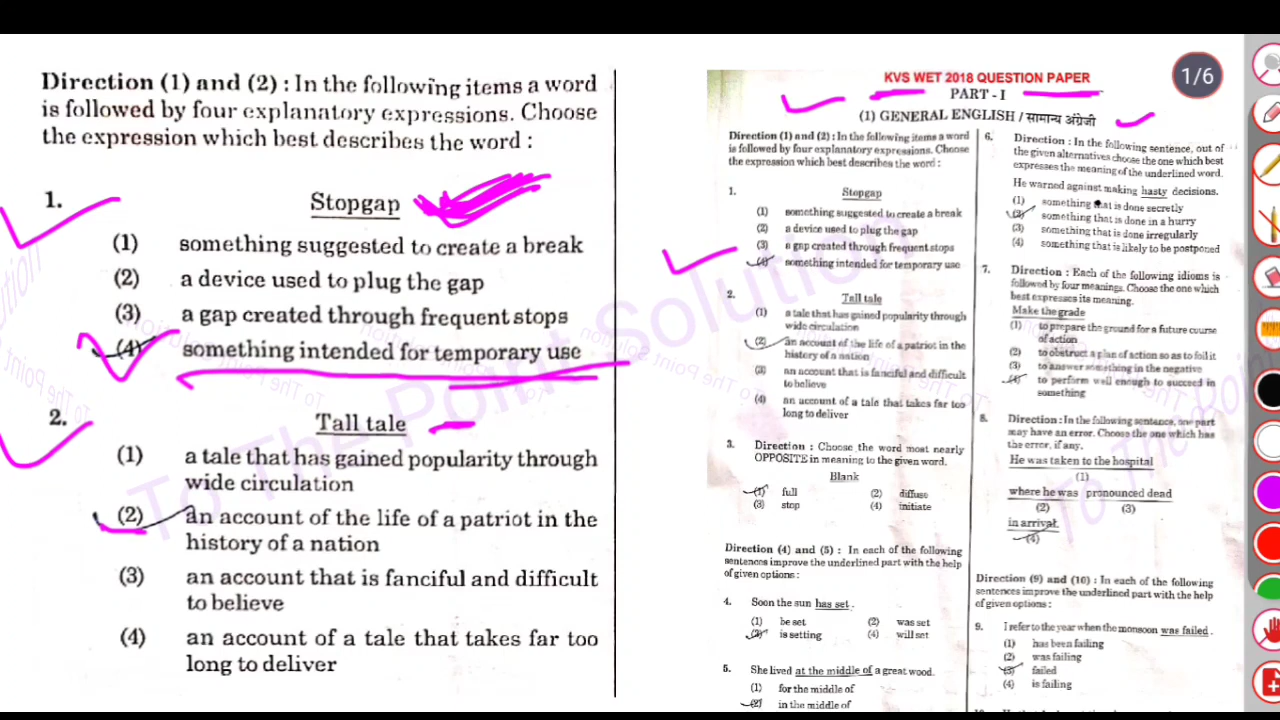 Direction (1) and (2) : In the following items a word
is followed by four explanatory expressions. Choose
the expression which best describes the word :
1.
Stopgap
(1) something suggested to create a break
(2) a device used to plug the gap
(3) a gap created through frequent stops
(4) something intended for temporary use
2.
Tall tale
(1) a tale that has gained popularity through
wide circulation
(2) an account of the life of a patriot in the
history of a nation
(3) an account that is fanciful and difficult
to believe
(4) an account of a tale that takes far too
long to deliver
1/6
KVS WET 2018 QUESTION PAPER
PART - I
(1) GENERAL ENGLISH / सामान्य अंग्रेजी
Direction (1) and (2) : In the following items a word
is followed by four explanatory expressions. Choose
the expression which best describes the word :
1.
Stopgap
(1) something suggested to create a break
(2) a device used to plug the gap
(3) a gap created through frequent stops
(4) something intended for temporary use
2.
Tall tale
(1) a tale that has gained popularity through
wide circulation
(2) an account of the life of a patriot in the
history of a nation
(3) an account that is fanciful and difficult
to believe
(4) an account of a tale that takes far too
long to deliver
3. Direction : Choose the word most nearly
OPPOSITE in meaning to the given word.
Blank
(1) full (2) diffuse
(3) stop (4) initiate
Direction (4) and (5) : In each of the following
sentences improve the underlined part with the help
of given options :
4. Soon the sun has set .
(1) be set (2) was set
(3) is setting (4) will set
5. She lived at the middle of a great wood.
(1) for the middle of
(2) in the middle of
6. Direction : In the following sentence, out of
the given alternatives choose the one which best
expresses the meaning of the underlined word.
He warned against making hasty decisions.
(1) something that is done secretly
(2) something that is done in a hurry
(3) something that is done irregularly
(4) something that is likely to be postponed
7. Direction : Each of the following idioms is
followed by four meanings. Choose the one which
best expresses its meaning.
Make the grade
(1) to prepare the ground for a future course
of action
(2) to obstruct a plan of action so as to foil it
(3) to answer something in the negative
(4) to perform well enough to succeed in
something
8. Direction : In the following sentence, one part
may have an error. Choose the one which has
the error, if any.
He was taken to the hospital
(1)
where he was pronounced dead
(2) (3)
in arrival.
(4)
Direction (9) and (10) : In each of the following
sentences improve the underlined part with the help
of given options :
9. I refer to the year when the monsoon was failed .
(1) has been failing
(2) was failing
(3) failed
(4) is failing
To The Point Solution